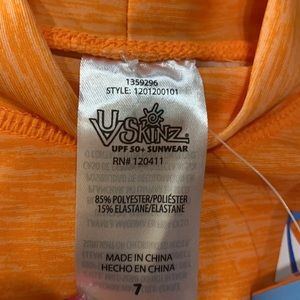 1359296
STYLE: 1201200101
UV SKINZ
UPF 50+ SUNWEAR
RN# 120411
85% POLYESTER/POLIÉSTER
15% ELASTANE/ELASTANE
MADE IN CHINA
HECHO EN CHINA
7